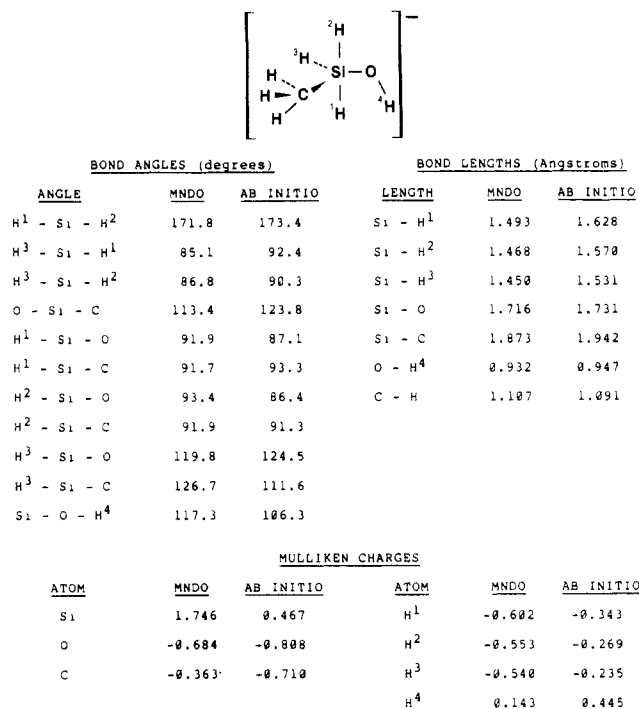 −
²H
³H
Si—O
H
H
C
H
¹H
⁴H
BOND ANGLES (degrees)
ANGLE MNDO AB INITIO
H¹ - Si - H² 171.8 173.4
H³ - Si - H¹ 85.1 92.4
H³ - Si - H² 86.8 90.3
O - Si - C 113.4 123.8
H¹ - Si - O 91.9 87.1
H¹ - Si - C 91.7 93.3
H² - Si - O 93.4 86.4
H² - Si - C 91.9 91.3
H³ - Si - O 119.8 124.5
H³ - Si - C 126.7 111.6
Si - O - H⁴ 117.3 106.3
BOND LENGTHS (Angstroms)
LENGTH MNDO AB INITIO
Si - H¹ 1.493 1.628
Si - H² 1.468 1.570
Si - H³ 1.450 1.531
Si - O 1.716 1.731
Si - C 1.873 1.942
O - H⁴ 0.932 0.947
C - H 1.107 1.091
MULLIKEN CHARGES
ATOM MNDO AB INITIO ATOM MNDO AB INITIO
Si 1.746 0.467 H¹ -0.602 -0.343
O -0.684 -0.808 H² -0.553 -0.269
C -0.363 -0.710 H³ -0.540 -0.235
H⁴ 0.143 0.445